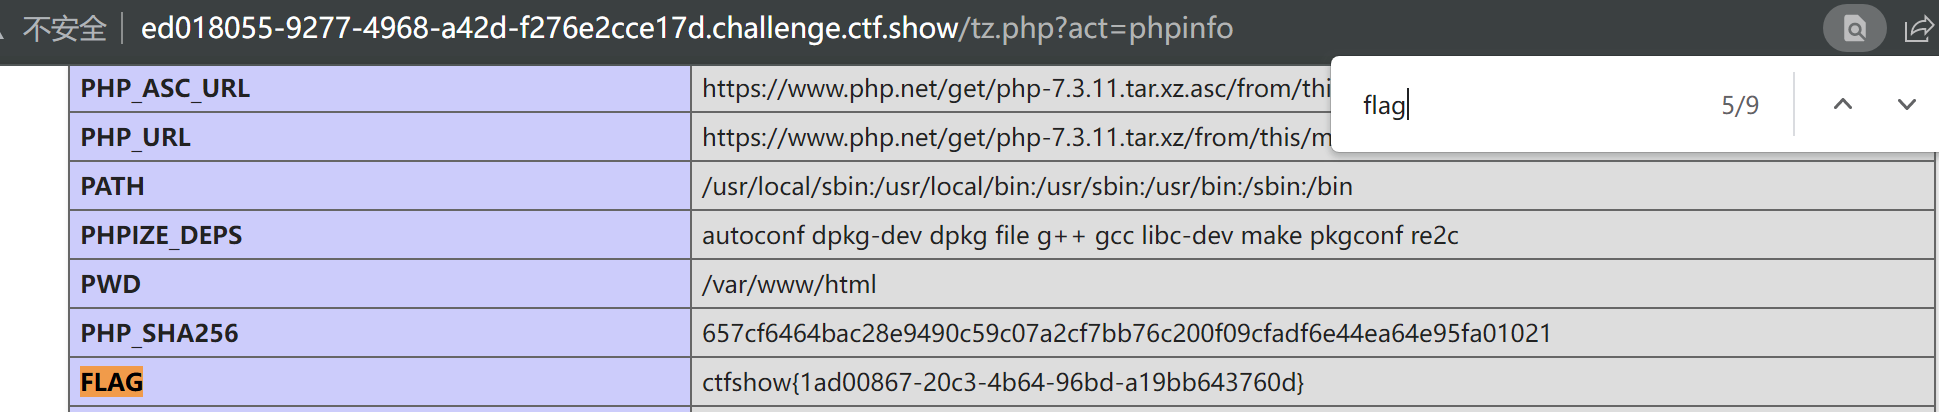 不安全 ed018055-9277-4968-a42d-f276e2cce17d.challenge.ctf.show/tz.php?act=phpinfo
flag 5/9
PHP_ASC_URL https://www.php.net/get/php-7.3.11.tar.xz.asc/from/thi
PHP_URL https://www.php.net/get/php-7.3.11.tar.xz/from/this/m
PATH /usr/local/sbin:/usr/local/bin:/usr/sbin:/usr/bin:/sbin:/bin
PHPIZE_DEPS autoconf dpkg-dev dpkg file g++ gcc libc-dev make pkgconf re2c
PWD /var/www/html
PHP_SHA256 657cf6464bac28e9490c59c07a2cf7bb76c200f09cfadf6e44ea64e95fa01021
FLAG ctfshow{1ad00867-20c3-4b64-96bd-a19bb643760d}